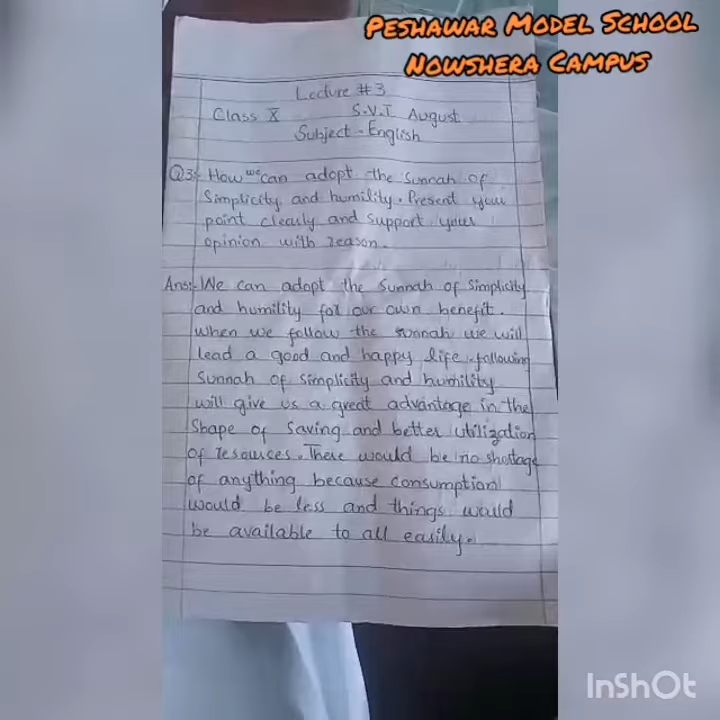 PESHAWAR MODEL SCHOOL
NOWSHERA CAMPUS
Lecture #3
Class X S.V.I August
Subject - English
Q3:- How we can adopt the Sunnah of
Simplicity and humility. Present your
point clearly and support your
opinion with reason.
Ans:- We can adopt the Sunnah of Simplicity
and humility for our own benefit.
When we follow the sunnah we will
lead a good and happy life. following
Sunnah of simplicity and humility
will give us a great advantage in the
Shape of Saving and better utilization
of resources. There would be no shortage
of anything because consumption
would be less and things would
be available to all easily.
InShOt